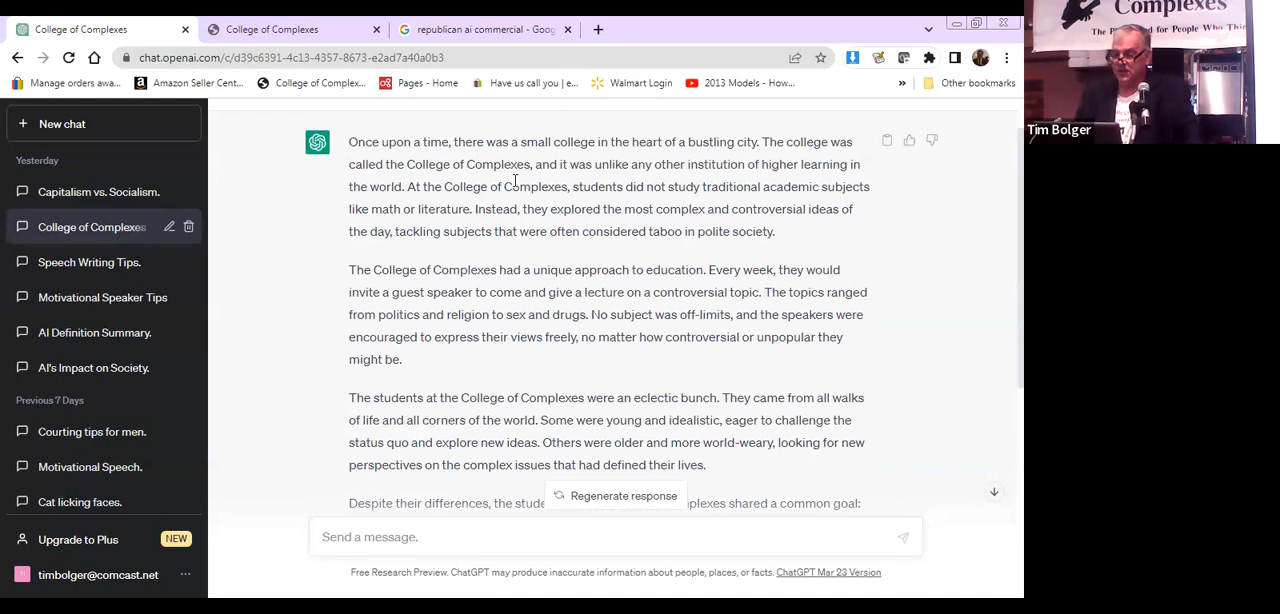 College of Complexes
College of Complexes
republican ai commercial - Goog
chat.openai.com/c/d39c6391-4c13-4357-8673-e2ad7a40a0b3
Manage orders awa...
Amazon Seller Cent...
College of Complex...
Pages - Home
Have us call you | e...
Walmart Login
2013 Models – How...
»
Other bookmarks
New chat
Yesterday
Capitalism vs. Socialism.
College of Complexes
Speech Writing Tips.
Motivational Speaker Tips
AI Definition Summary.
AI's Impact on Society.
Previous 7 Days
Courting tips for men.
Motivational Speech.
Cat licking faces.
Upgrade to Plus
NEW
timbolger@comcast.net
Once upon a time, there was a small college in the heart of a bustling city. The college was
called the College of Complexes, and it was unlike any other institution of higher learning in
the world. At the College of Complexes, students did not study traditional academic subjects
like math or literature. Instead, they explored the most complex and controversial ideas of
the day, tackling subjects that were often considered taboo in polite society.
The College of Complexes had a unique approach to education. Every week, they would
invite a guest speaker to come and give a lecture on a controversial topic. The topics ranged
from politics and religion to sex and drugs. No subject was off-limits, and the speakers were
encouraged to express their views freely, no matter how controversial or unpopular they
might be.
The students at the College of Complexes were an eclectic bunch. They came from all walks
of life and all corners of the world. Some were young and idealistic, eager to challenge the
status quo and explore new ideas. Others were older and more world-weary, looking for new
perspectives on the complex issues that had defined their lives.
Despite their differences, the stude
mplexes shared a common goal:
Regenerate response
Send a message.
Free Research Preview. ChatGPT may produce inaccurate information about people, places, or facts. ChatGPT Mar 23 Version
Complexes
The
d for People Who Thin
Tim Bolger